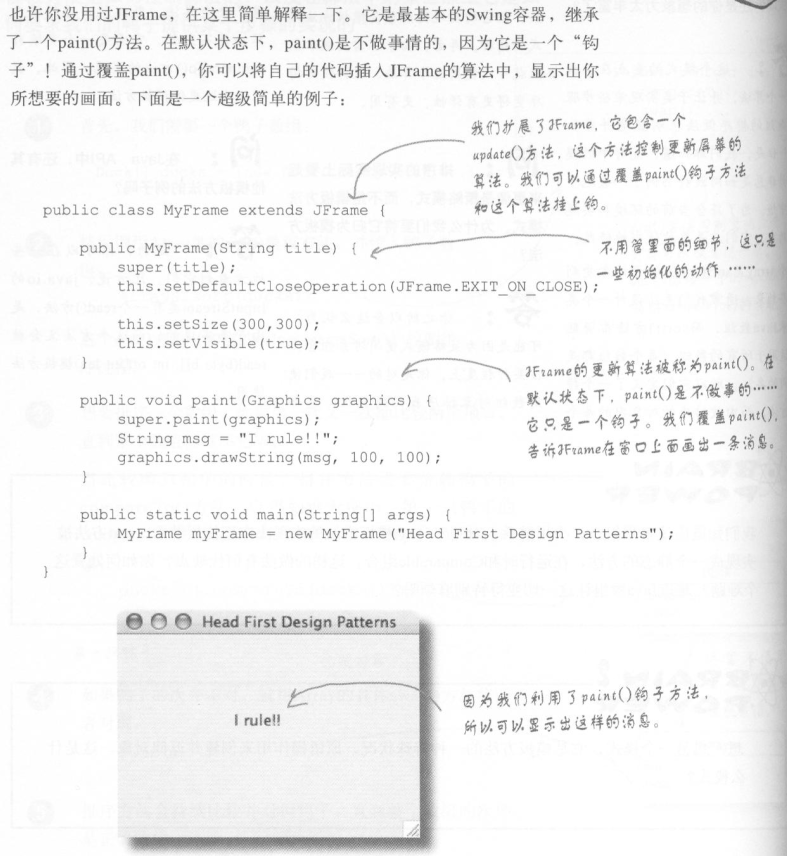 也许你没用过JFrame，在这里简单解释一下。它是最基本的Swing容器，继承
了一个paint()方法。在默认状态下，paint()是不做事情的，因为它是一个“钩
子”！通过覆盖paint()，你可以将自己的代码插入JFrame的算法中，显示出你
所想要的画面。下面是一个超级简单的例子：
我们扩展了JFrame，它包含一个
update()方法，这个方法控制更新屏幕的
算法。我们可以通过覆盖paint()钩子方法
和这个算法挂上钩。
public class MyFrame extends JFrame {
public MyFrame(String title) {
super(title);
this.setDefaultCloseOperation(JFrame.EXIT_ON_CLOSE);
不用管里面的细节，这只是
一些初始化的动作……
this.setSize(300,300);
this.setVisible(true);
}
JFrame的更新算法被称为paint()。在
默认状态下，paint()是不做事的……
它只是一个钩子。我们覆盖paint()，
告诉JFrame在窗口上面画出一条消息。
public void paint(Graphics graphics) {
super.paint(graphics);
String msg = "I rule!!";
graphics.drawString(msg, 100, 100);
}
public static void main(String[] args) {
MyFrame myFrame = new MyFrame("Head First Design Patterns");
}
}
Head First Design Patterns
I rule!!
因为我们利用了paint()钩子方法，
所以可以显示出这样的消息。